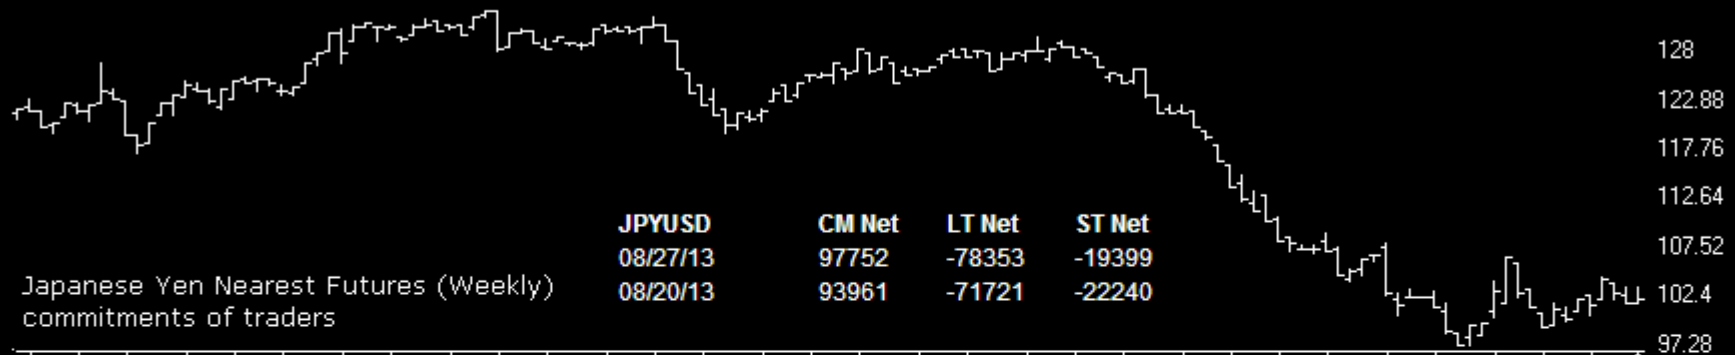 128
122.88
117.76
112.64
JPYUSD CM Net LT Net ST Net
107.52
08/27/13 97752 -78353 -19399
Japanese Yen Nearest Futures (Weekly)
08/20/13 93961 -71721 -22240
102.4
commitments of traders
97.28